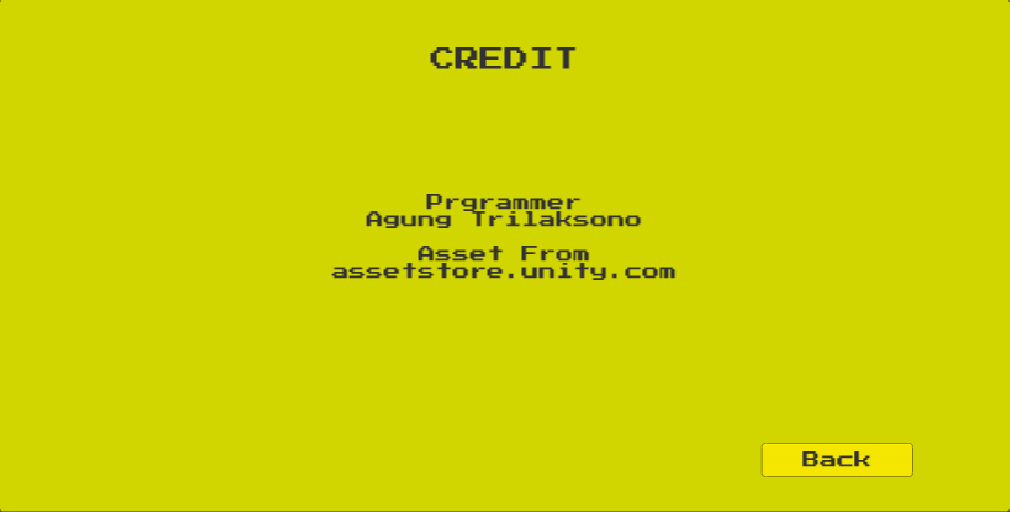 CREDIT
Prgrammer
Agung Trilaksono
Asset From
assetstore.unity.com
Back